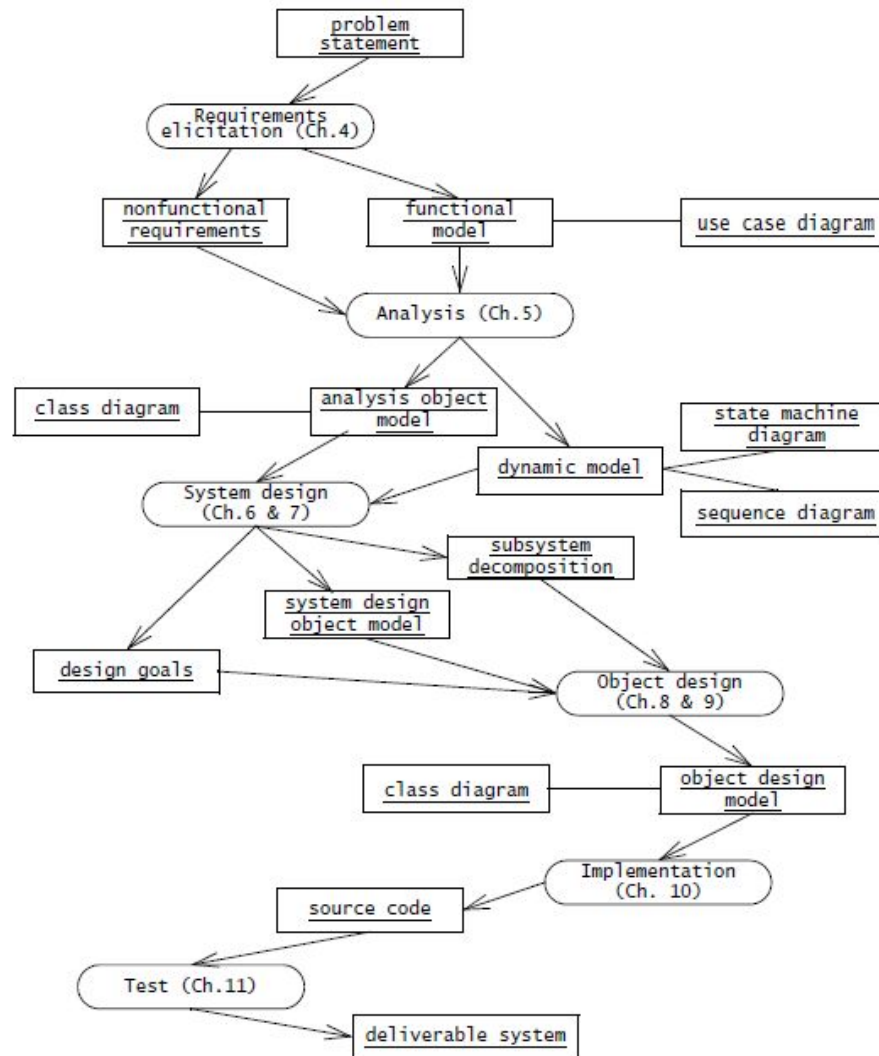 problem
statement
Requirements
elicitation (Ch.4)
nonfunctional
requirements
functional
model
use case diagram
Analysis (Ch.5)
class diagram
analysis object
model
state machine
diagram
dynamic model
System design
(Ch.6 & 7)
sequence diagram
subsystem
decomposition
system design
object model
design goals
Object design
(Ch.8 & 9)
class diagram
object design
model
Implementation
(Ch. 10)
source code
Test (Ch.11)
deliverable system